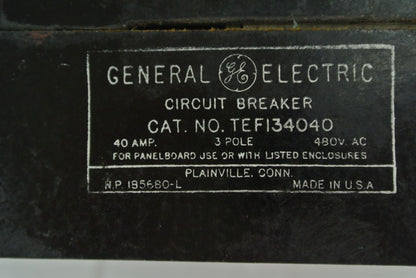 GENERAL GE ELECTRIC
CIRCUIT BREAKER
CAT. NO. TEF134040
40 AMP. 3 POLE 480V. AC
FOR PANELBOARD USE OR WITH LISTED ENCLOSURES
PLAINVILLE, CONN.
N.P. 195680-L MADE IN U.S.A